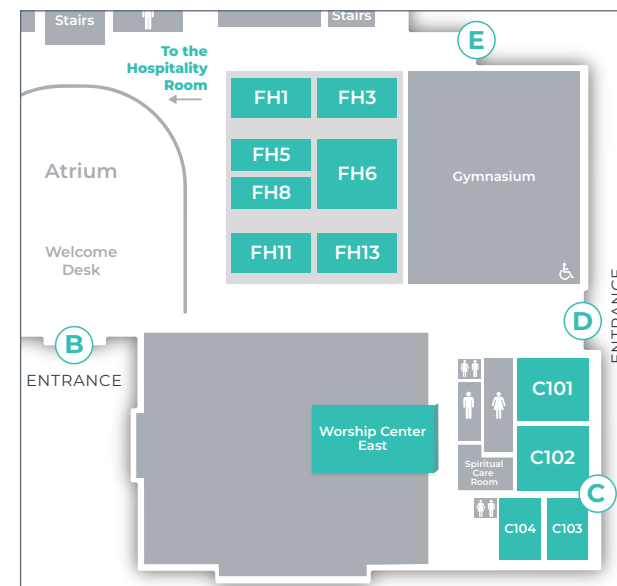 Stairs
Stairs
E
To the
Hospitality
Room
FH1
FH3
FH5
FH6
FH8
FH11
FH13
Gymnasium
Atrium
Welcome
Desk
B
ENTRANCE
D
ENTRANCE
Worship Center
East
C101
C102
Spiritual
Care
Room
C
C104
C103